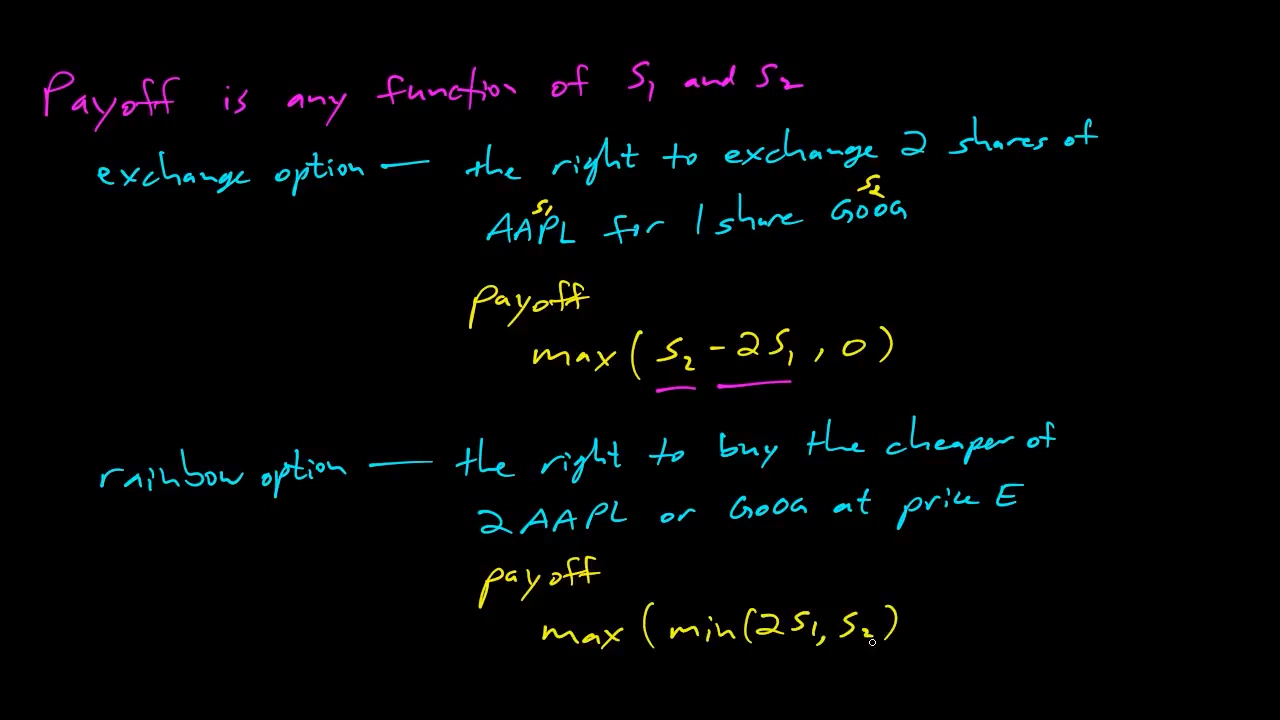 Payoff is any function of S₁ and S₂
exchange option — the right to exchange 2 shares of
S₁ S₂
AAPL for 1 share GOOG
payoff
max ( S₂ - 2S₁ , 0 )
rainbow option — the right to buy the cheaper of
2 AAPL or GOOG at price E
payoff
max ( min(2S₁, S₂)